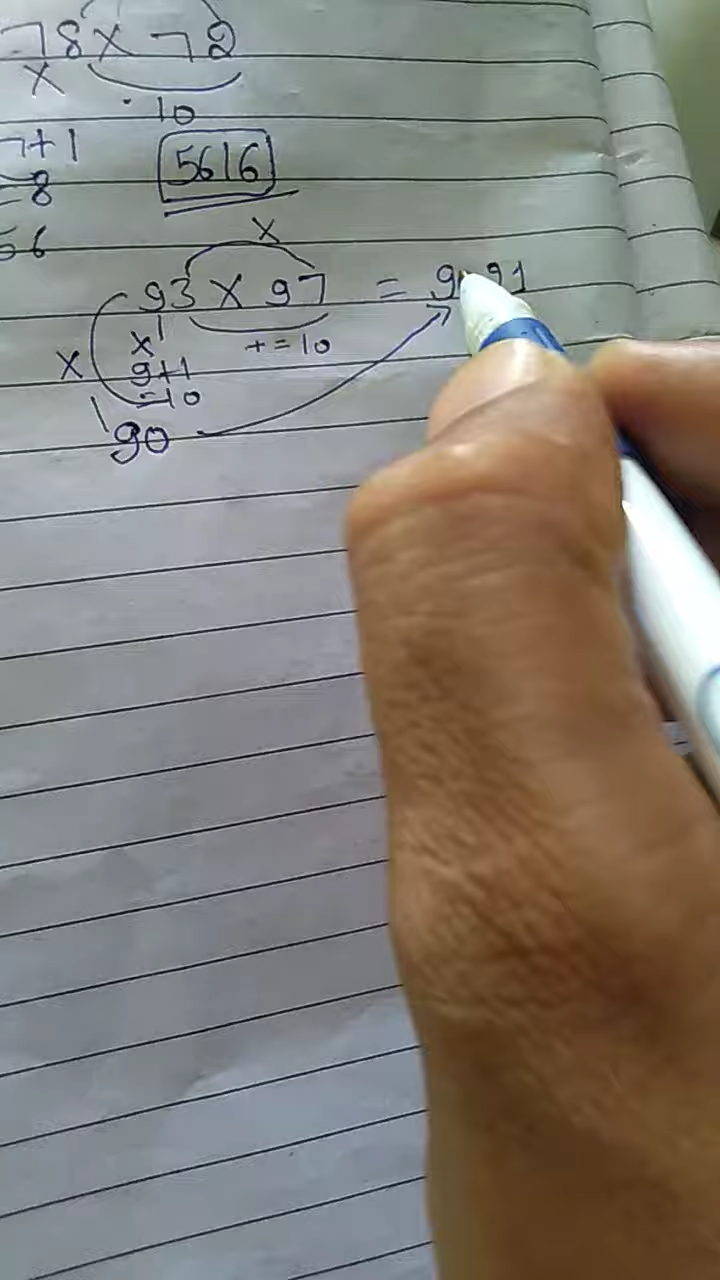 78 x 72
x
10
7+1
=8
5616
56
x
93 x 97 = 9 91
x
+=10
x
9+1
=10
90